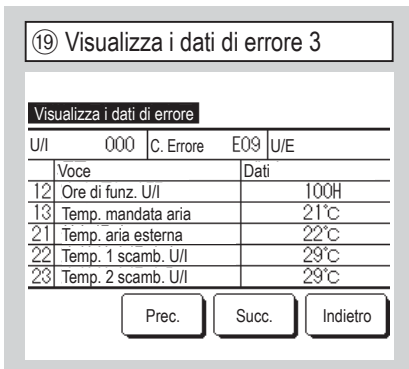 ⑲ Visualizza i dati di errore 3
Visualizza i dati di errore
U/I 000 C. Errore E09 U/E
Voce Dati
12 Ore di funz. U/I 100H
13 Temp. mandata aria 21°C
21 Temp. aria esterna 22°C
22 Temp. 1 scamb. U/I 29°C
23 Temp. 2 scamb. U/I 29°C
Prec. Succ. Indietro